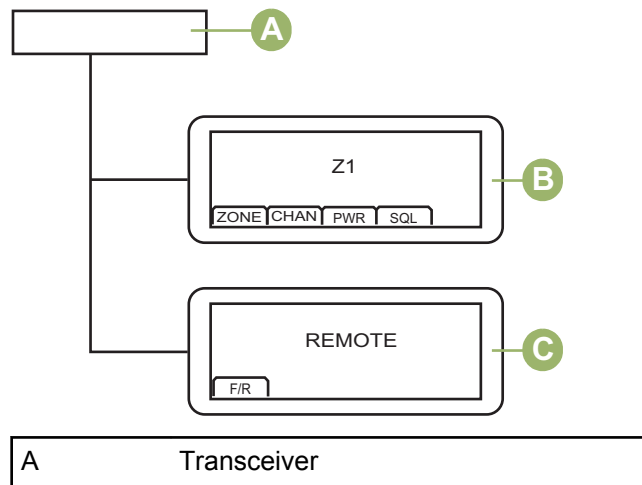 A
Z1
B
ZONE CHAN PWR SQL
REMOTE
C
F/R
A Transceiver